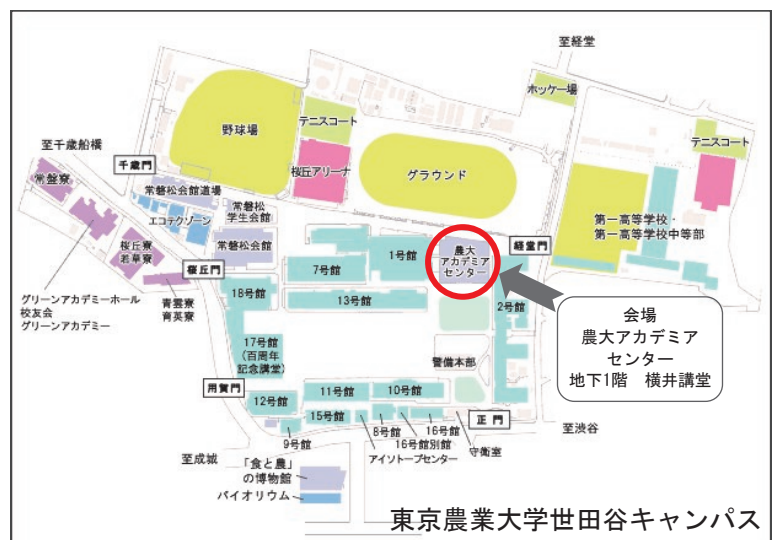 至経堂
ホッケー場
テニスコート
野球場
テニスコート
至千歳船橋
千歳門
桜丘アリーナ
グラウンド
常盤寮
常磐松会館道場
常磐松
学生会館
エコテクゾーン
第一高等学校・
第一高等学校中等部
桜丘寮
若草寮
常磐松会館
1号館
農大
アカデミア
センター
経堂門
桜丘門
7号館
グリーンアカデミーホール
校友会
グリーンアカデミー
青雲寮
育英寮
18号館
13号館
2号館
会場
農大アカデミア
センター
地下1階 横井講堂
17号館
(百周年
記念講堂)
警備本部
用賀門
12号館
11号館
10号館
15号館
8号館
16号館
正門
9号館
16号館別館
守衛室
至渋谷
アイソトープセンター
至成城
「食と農」
の博物館
バイオリウム
東京農業大学世田谷キャンパス